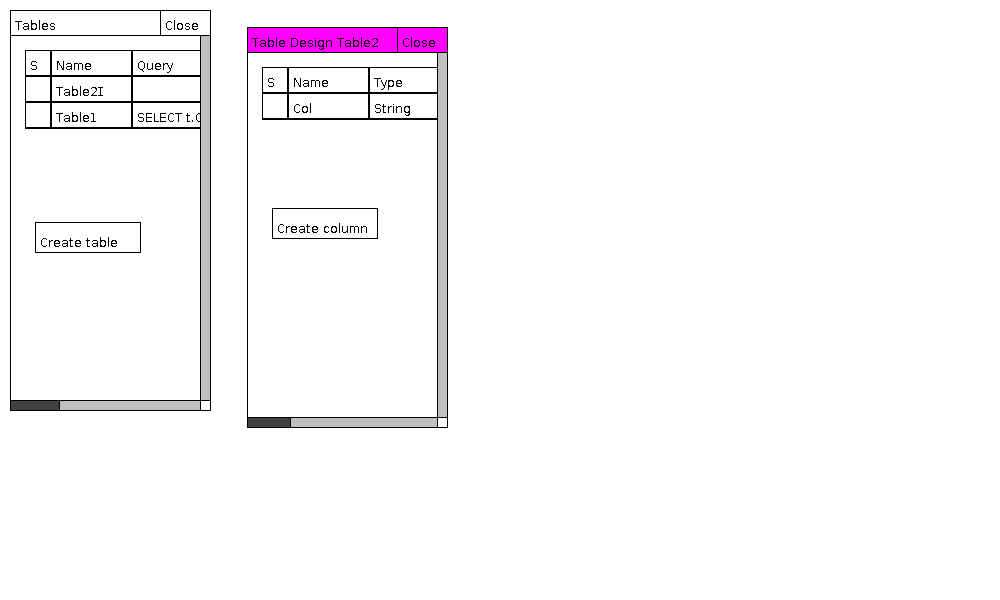 Tables Close
S Name Query
Table2I
Table1 SELECT t.
Create table
Table Design Table2 Close
S Name Type
Col String
Create column